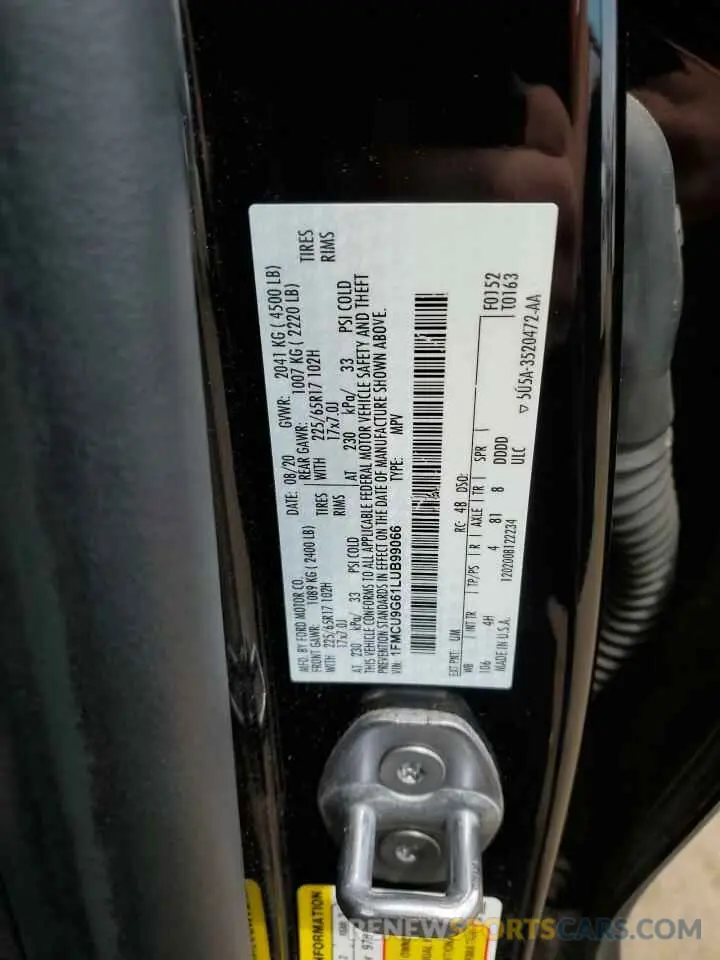 MFD. BY FORD MOTOR CO.
DATE: 08/20 GVWR: 2041 KG ( 4500 LB)
FRONT GAWR: 1089 KG (2400 LB) REAR GAWR: 1007 KG ( 2220 LB)
WITH 225/65R17 102H TIRES WITH 225/65R17 102H TIRES
17x7.0J RIMS 17x7.0J RIMS
AT 230 kPa/ 33 PSI COLD AT 230 kPa/ 33 PSI COLD
THIS VEHICLE CONFORMS TO ALL APPLICABLE FEDERAL MOTOR VEHICLE SAFETY AND THEFT
PREVENTION STANDARDS IN EFFECT ON THE DATE OF MANUFACTURE SHOWN ABOVE.
VIN: 1FMCU9G61LUB99066 TYPE: MPV
EXT PNT: UM RC: 48 DSO: F0152
WB INT TR TP/PS R AXLE TR SPR T0163
106 4H 4 81 8 DDDD
MADE IN U.S.A. 1202008122234 ULC
5U5A-3520472-AA
INFORMATION
RENEWSPORTSCARS.COM